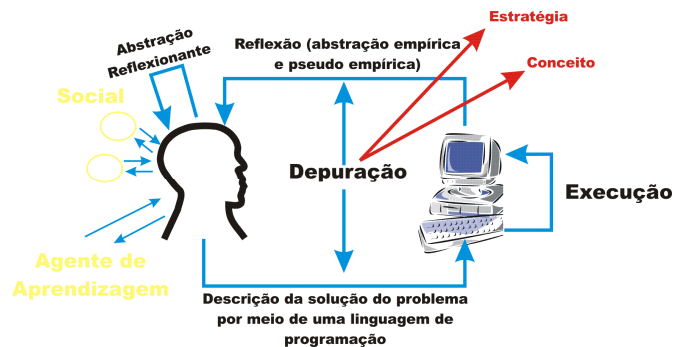 Estratégia
Abstração
Reflexionante
Reflexão (abstração empírica
e pseudo empírica)
Conceito
Social
Depuração
Execução
Agente de
Aprendizagem
Descrição da solução do problema
por meio de uma linguagem de
programação